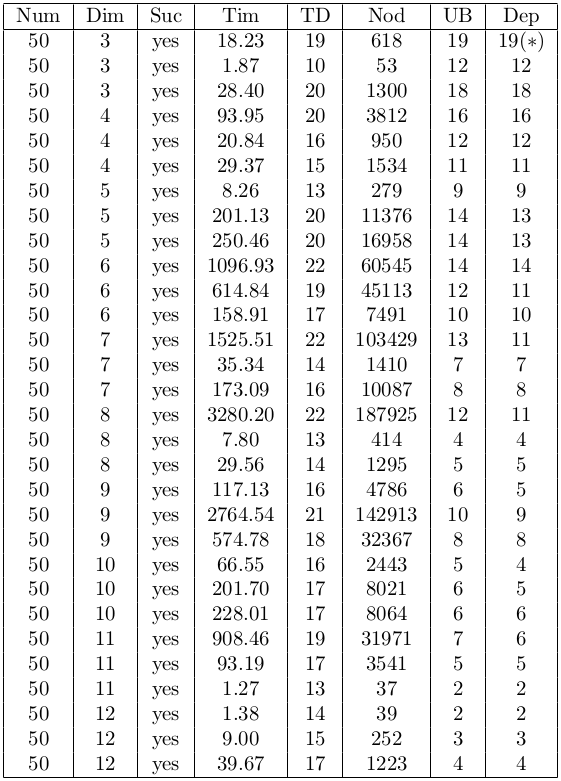 Num Dim Suc Tim TD Nod UB Dep
50 3 yes 18.23 19 618 19 19(∗)
50 3 yes 1.87 10 53 12 12
50 3 yes 28.40 20 1300 18 18
50 4 yes 93.95 20 3812 16 16
50 4 yes 20.84 16 950 12 12
50 4 yes 29.37 15 1534 11 11
50 5 yes 8.26 13 279 9 9
50 5 yes 201.13 20 11376 14 13
50 5 yes 250.46 20 16958 14 13
50 6 yes 1096.93 22 60545 14 14
50 6 yes 614.84 19 45113 12 11
50 6 yes 158.91 17 7491 10 10
50 7 yes 1525.51 22 103429 13 11
50 7 yes 35.34 14 1410 7 7
50 7 yes 173.09 16 10087 8 8
50 8 yes 3280.20 22 187925 12 11
50 8 yes 7.80 13 414 4 4
50 8 yes 29.56 14 1295 5 5
50 9 yes 117.13 16 4786 6 5
50 9 yes 2764.54 21 142913 10 9
50 9 yes 574.78 18 32367 8 8
50 10 yes 66.55 16 2443 5 4
50 10 yes 201.70 17 8021 6 5
50 10 yes 228.01 17 8064 6 6
50 11 yes 908.46 19 31971 7 6
50 11 yes 93.19 17 3541 5 5
50 11 yes 1.27 13 37 2 2
50 12 yes 1.38 14 39 2 2
50 12 yes 9.00 15 252 3 3
50 12 yes 39.67 17 1223 4 4